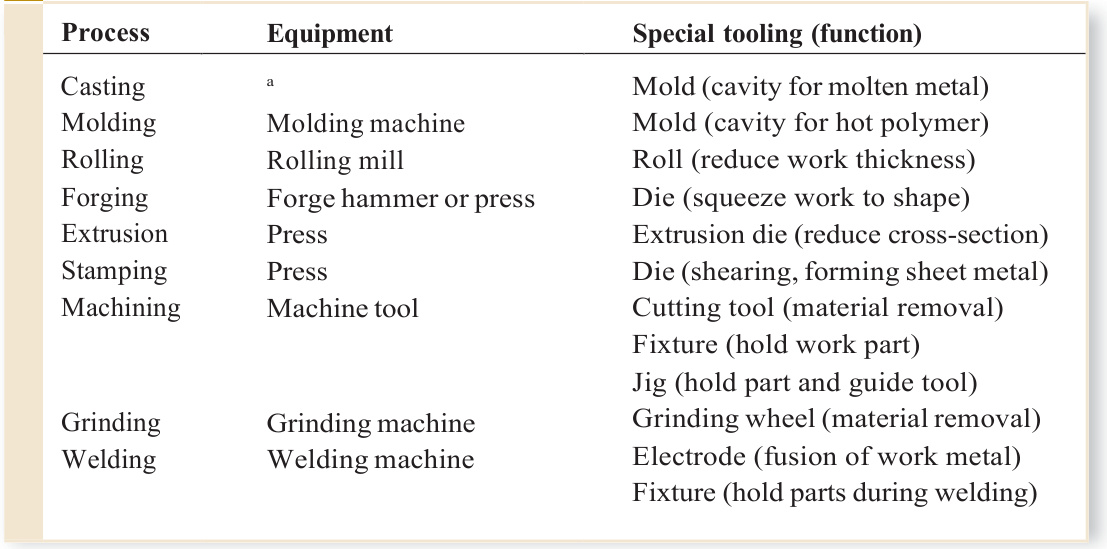 Process Equipment Special tooling (function)
Casting a Mold (cavity for molten metal)
Molding Molding machine Mold (cavity for hot polymer)
Rolling Rolling mill Roll (reduce work thickness)
Forging Forge hammer or press Die (squeeze work to shape)
Extrusion Press Extrusion die (reduce cross-section)
Stamping Press Die (shearing, forming sheet metal)
Machining Machine tool Cutting tool (material removal)
Fixture (hold work part)
Jig (hold part and guide tool)
Grinding Grinding machine Grinding wheel (material removal)
Welding Welding machine Electrode (fusion of work metal)
Fixture (hold parts during welding)